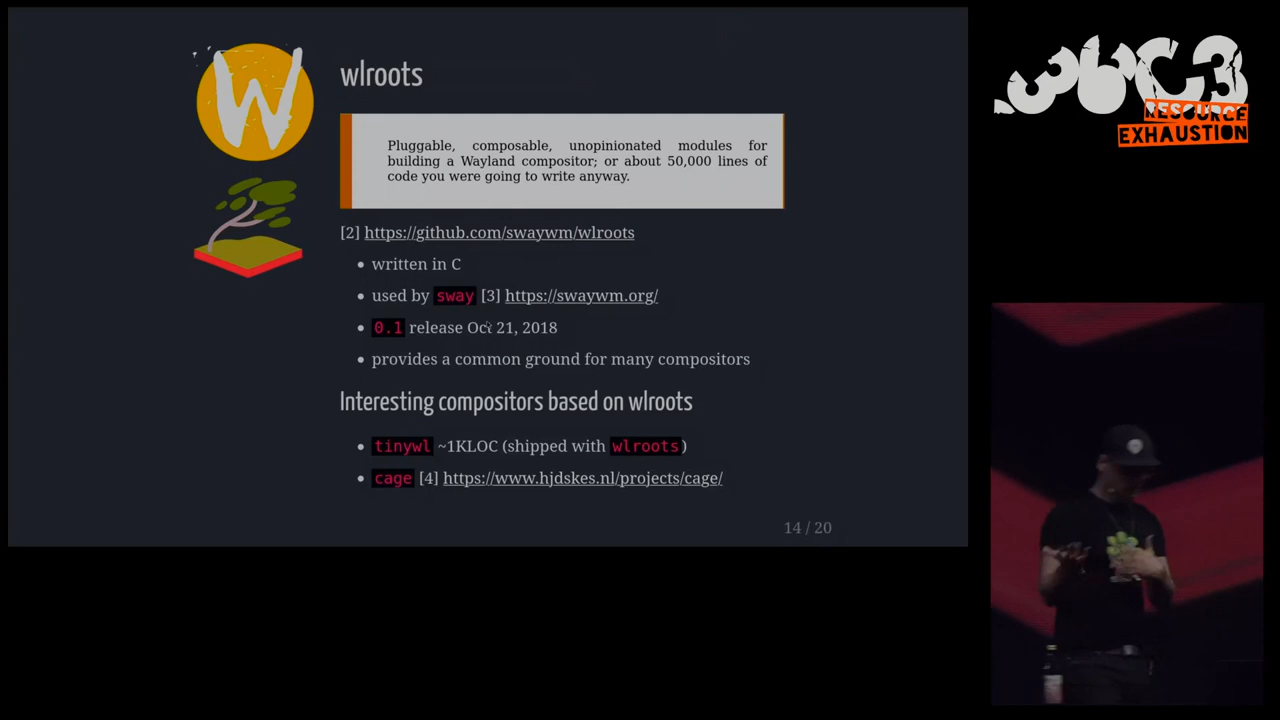 wlroots
Pluggable, composable, unopinionated modules for
building a Wayland compositor; or about 50,000 lines of
code you were going to write anyway.
[2] https://github.com/swaywm/wlroots
• written in C
• used by sway [3] https://swaywm.org/
• 0.1 release Oct 21, 2018
• provides a common ground for many compositors
Interesting compositors based on wlroots
• tinywl ~1KLOC (shipped with wlroots)
• cage [4] https://www.hjdskes.nl/projects/cage/
14 / 20
W
36C3
RESOURCE
EXHAUSTION